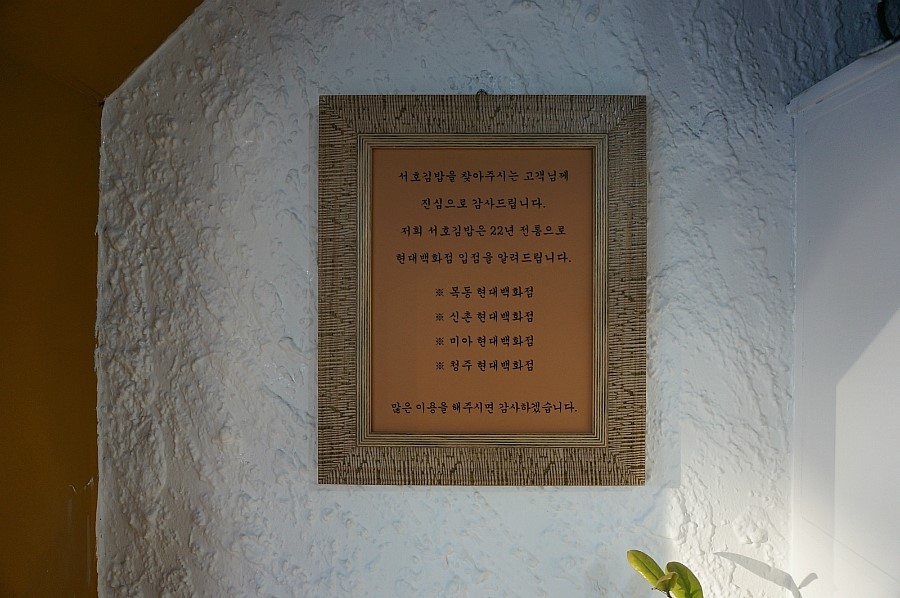 서호김밥을 찾아주시는 고객님께
진심으로 감사드립니다.
저희 서호김밥은 22년 전통으로
현대백화점 입점을 알려드립니다.
※ 목동 현대백화점
※ 신촌 현대백화점
※ 미아 현대백화점
※ 청주 현대백화점
많은 이용을 해주시면 감사하겠습니다.